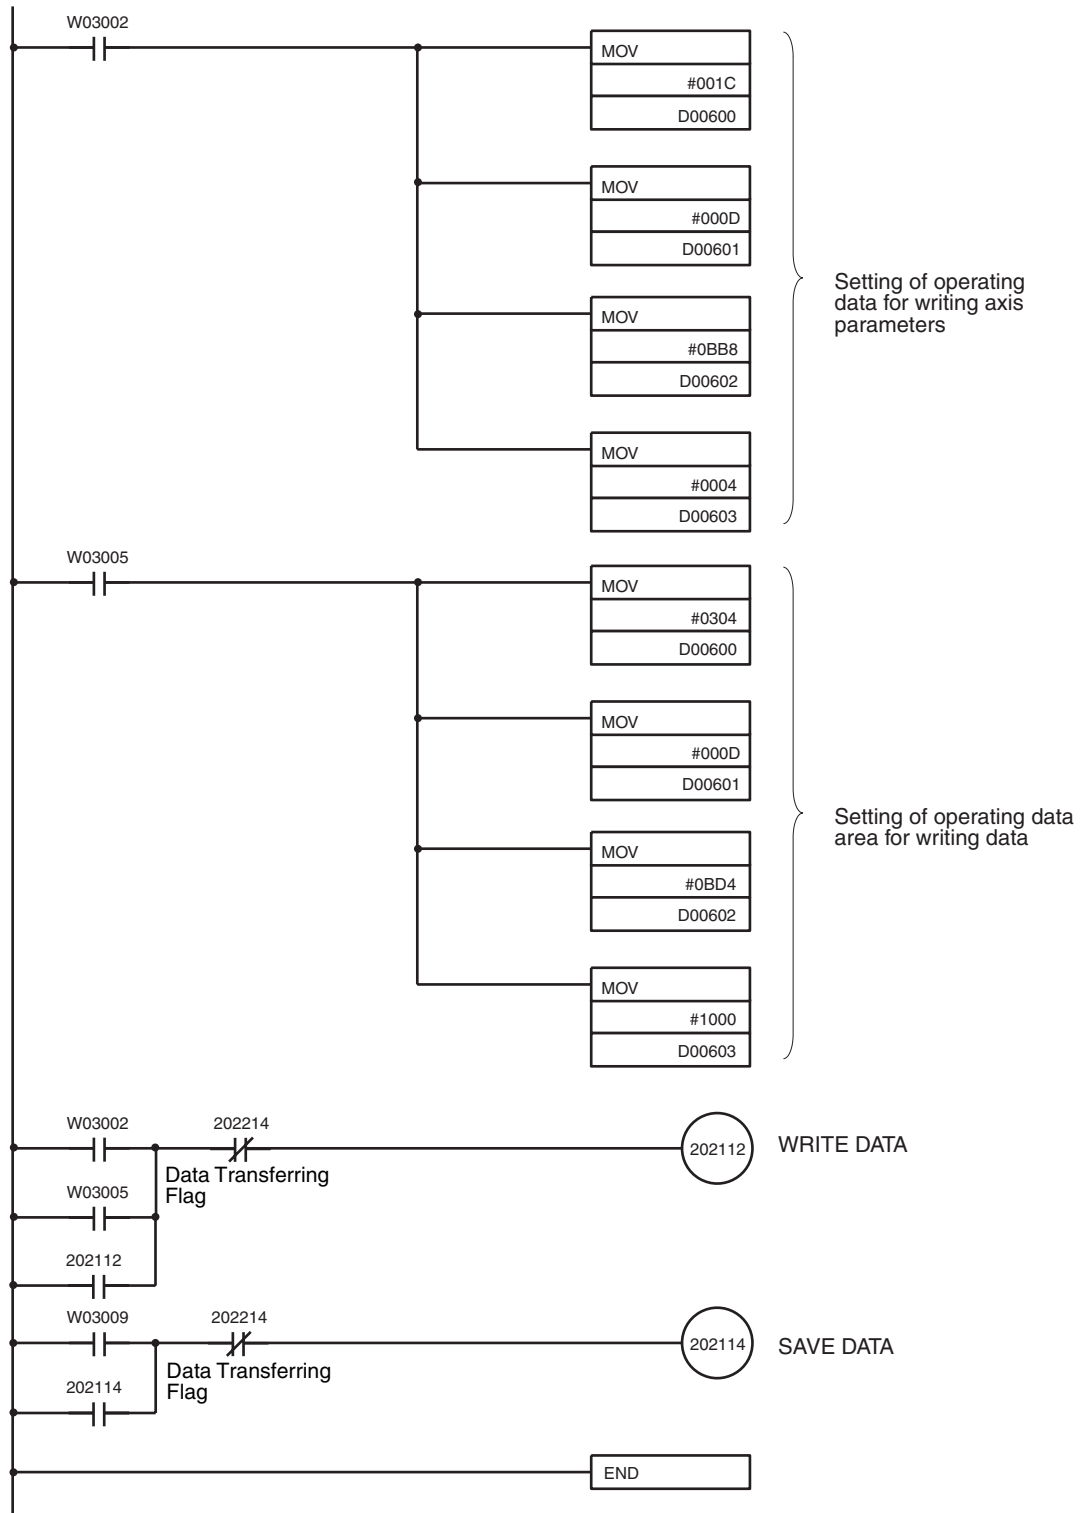 W03002
MOV
#001C
D00600
MOV
#000D
D00601
MOV
#0BB8
D00602
MOV
#0004
D00603
Setting of operating
data for writing axis
parameters
W03005
MOV
#0304
D00600
MOV
#000D
D00601
MOV
#0BD4
D00602
MOV
#1000
D00603
Setting of operating data
area for writing data
W03002
202214
202112
WRITE DATA
Data Transferring
Flag
W03005
202112
W03009
202214
202114
SAVE DATA
Data Transferring
Flag
202114
END